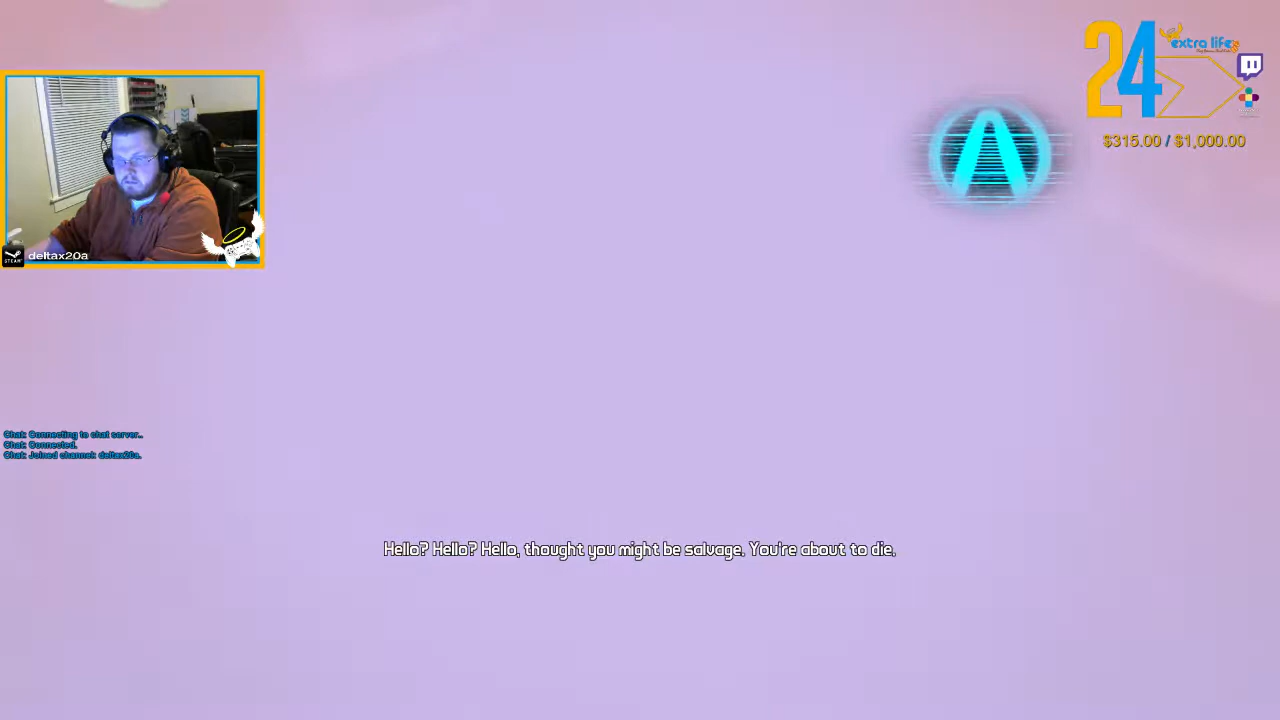 24
extra life
$315.00 / $1,000.00
STEAM
deltax20a
Chat: Connecting to chat server..
Chat: Connected.
Chat: Joined channel: deltax20a.
Hello? Hello? Hello, thought you might be salvage. You're about to die.